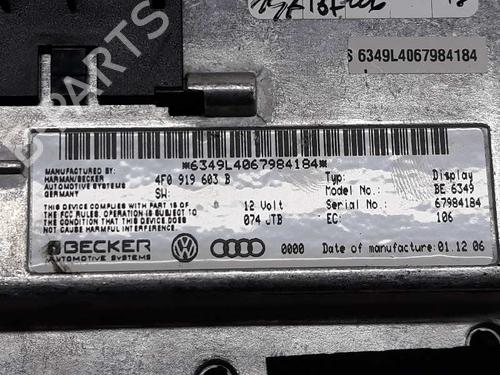 S 6349L4067984184
*6349L4067984184*
MANUFACTURED BY 4F0 919 603 B Typ: Display
HARMAN/BECKER
AUTOMOTIVE SYSTEMS SW: Model No.: BE 6349
GERMANY
12 Volt Serial No.: 67984184
THIS DEVICE COMPLIES WITH PART 15 OF
THE FCC RULES. OPERATION IS SUBJECT TO 074 JTB EC: 106
THE CONDITION THAT THIS DEVICE DOES NOT
CAUSE HARMFUL INTERFERENCE.
BECKER 0000 Date of manufacture: 01.12 06
AUTOMOTIVE SYSTEMS
B-Parts